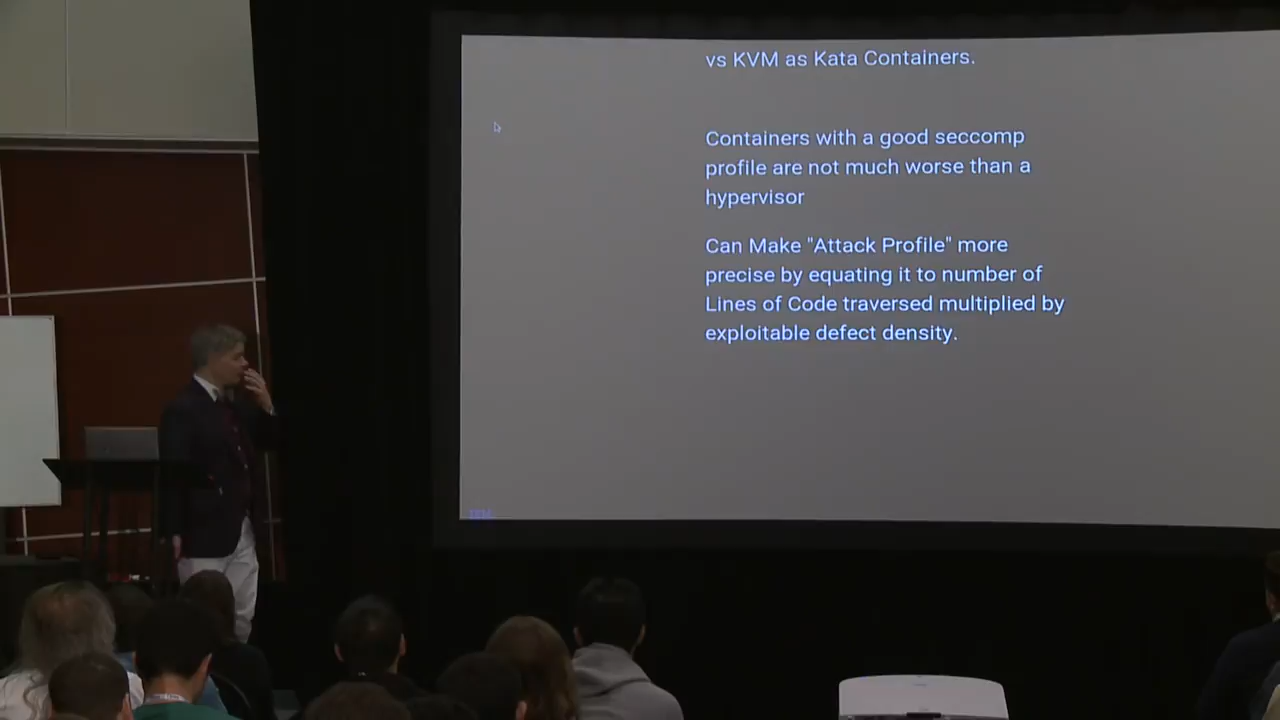 vs KVM as Kata Containers.
Containers with a good seccomp
profile are not much worse than a
hypervisor
Can Make "Attack Profile" more
precise by equating it to number of
Lines of Code traversed multiplied by
exploitable defect density.
IBM